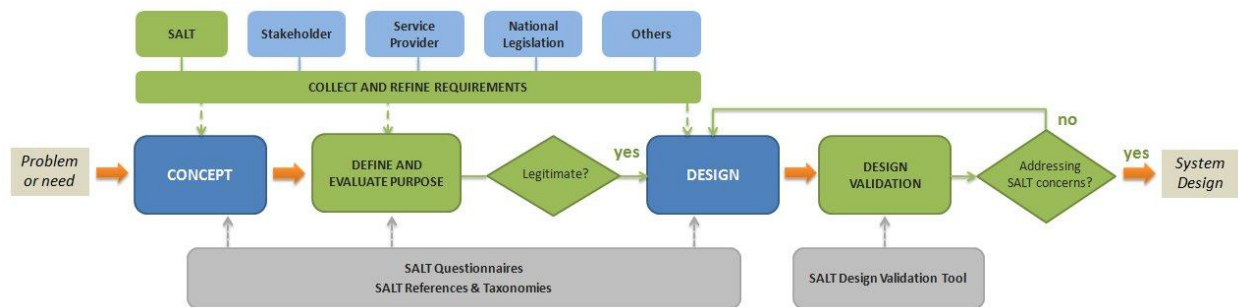 SALT
Stakeholder
Service
Provider
National
Legislation
Others
COLLECT AND REFINE REQUIREMENTS
Problem
or need
CONCEPT
DEFINE AND
EVALUATE PURPOSE
Legitimate?
yes
DESIGN
DESIGN
VALIDATION
Addressing
SALT concerns?
no
yes
System
Design
SALT Questionnaires
SALT References & Taxonomies
SALT Design Validation Tool